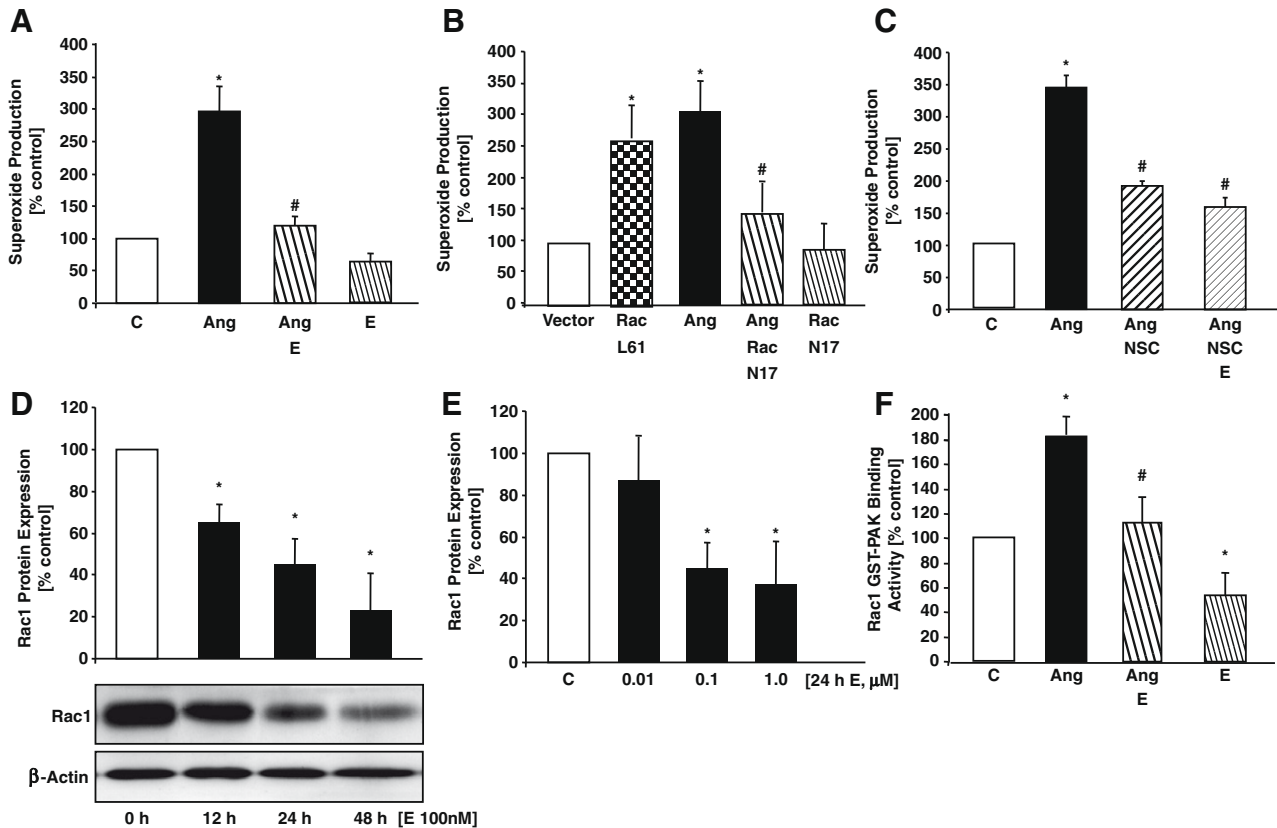 A
Superoxide Production
[% control]
400
350
300
250
200
150
100
50
0
*
#
C Ang Ang E
E
B
Superoxide Production
[% control]
400
350
300
250
200
150
100
50
0
*
*
#
Vector Rac Ang Ang Rac
L61 Rac N17
N17
C
Superoxide Production
[% control]
400
350
300
250
200
150
100
50
0
*
#
#
C Ang Ang Ang
NSC NSC
E
D
Rac1 Protein Expression
[% control]
120
100
80
60
40
20
0
*
*
*
Rac1
β-Actin
0 h 12 h 24 h 48 h [E 100nM]
E
Rac1 Protein Expression
[% control]
120
100
80
60
40
20
0
*
*
C 0.01 0.1 1.0 [24 h E, μM]
F
Rac1 GST-PAK Binding
Activity [% control]
200
180
160
140
120
100
80
60
40
20
0
*
#
*
C Ang Ang E
E